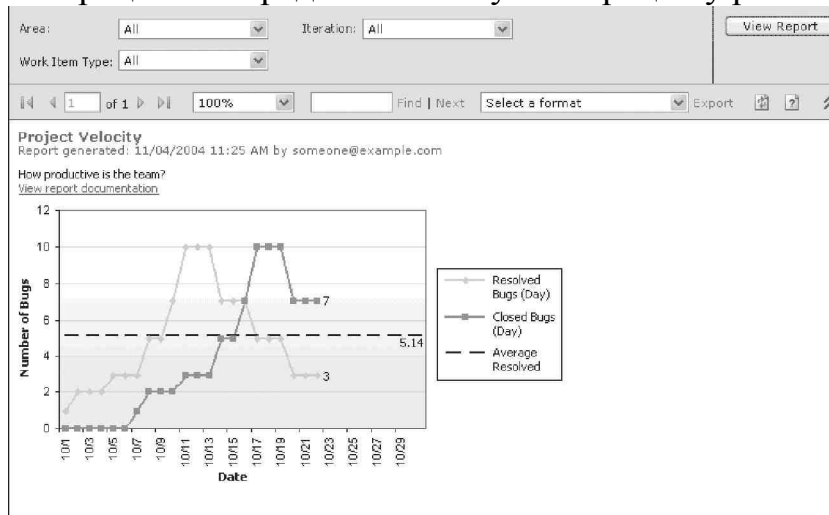 Area: All Iteration: All View Report
Work Item Type: All
1 of 1 100% Find | Next Select a format Export
Project Velocity
Report generated: 11/04/2004 11:25 AM by someone@example.com
How productive is the team?
View report documentation
12
10
8
6
4
2
0
Number of Bugs
7
5.14
3
10/1 10/3 10/5 10/7 10/9 10/11 10/13 10/15 10/17 10/19 10/21 10/23 10/25 10/27 10/29
Date
Resolved
Bugs (Day)
Closed Bugs
(Day)
Average
Resolved